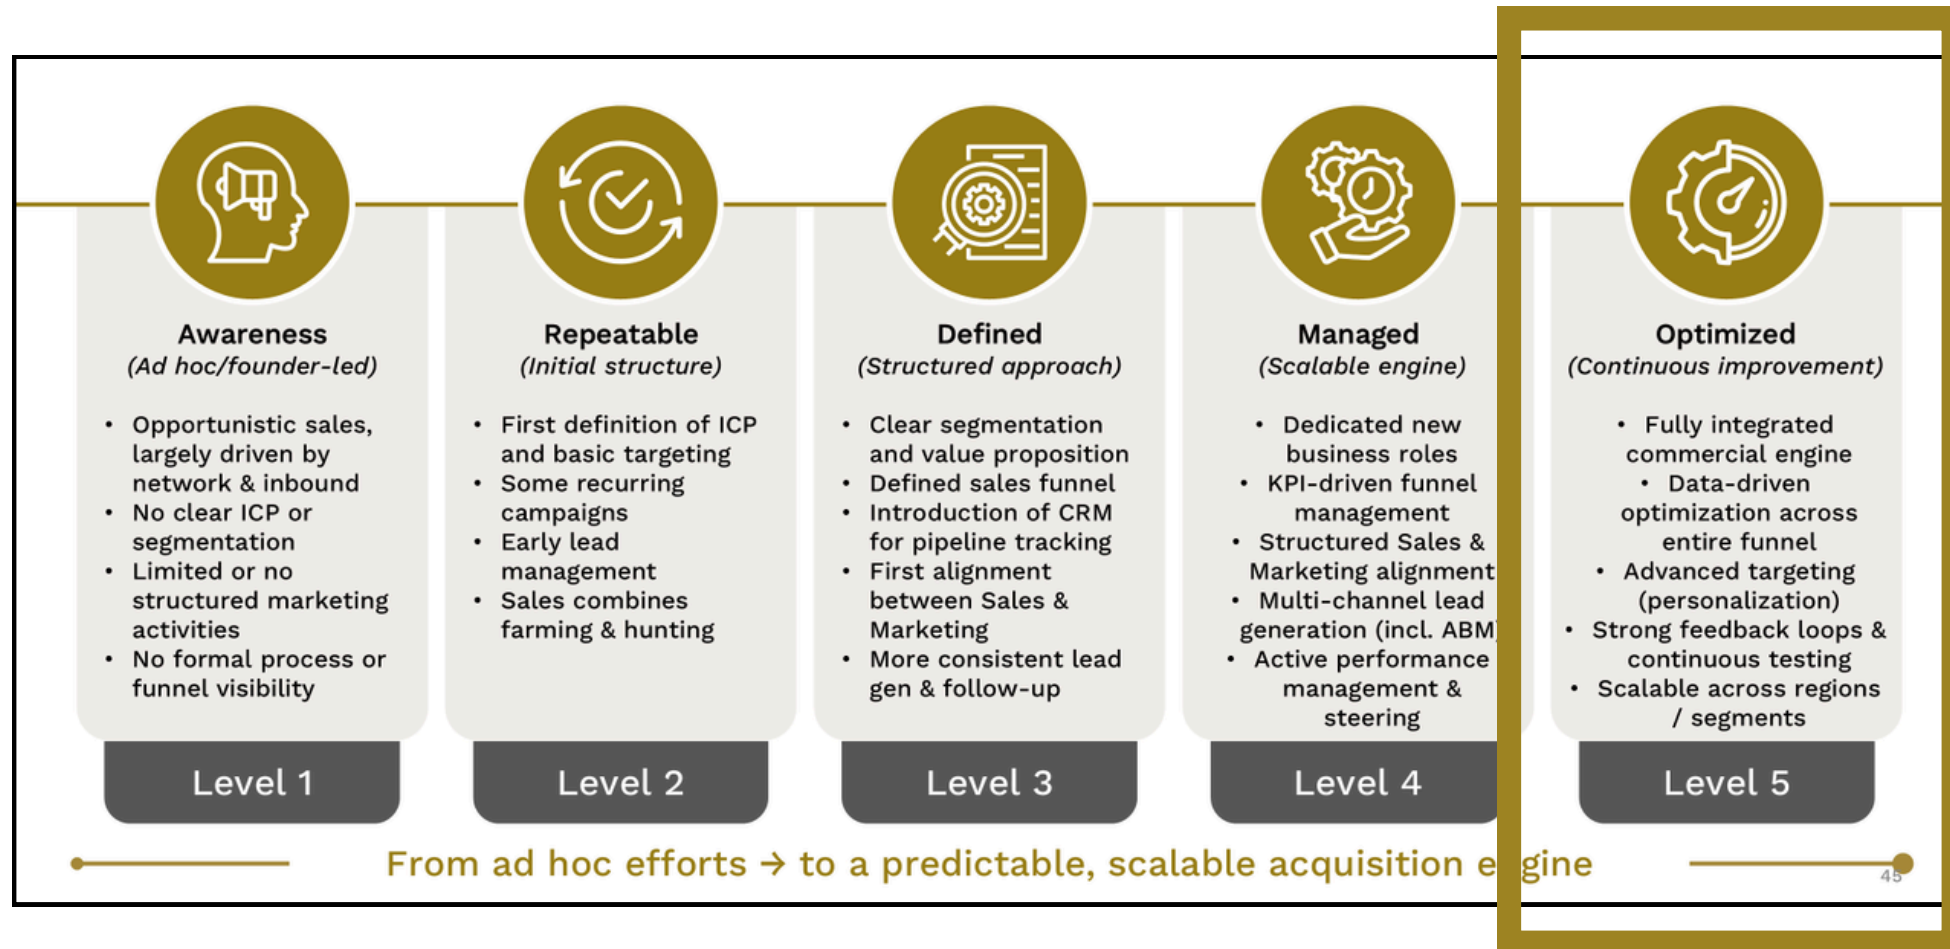 Awareness
(Ad hoc/founder-led)
• Opportunistic sales,
largely driven by
network & inbound
• No clear ICP or
segmentation
• Limited or no
structured marketing
activities
• No formal process or
funnel visibility
Level 1
Repeatable
(Initial structure)
• First definition of ICP
and basic targeting
• Some recurring
campaigns
• Early lead
management
• Sales combines
farming & hunting
Level 2
Defined
(Structured approach)
• Clear segmentation
and value proposition
• Defined sales funnel
• Introduction of CRM
for pipeline tracking
• First alignment
between Sales &
Marketing
• More consistent lead
gen & follow-up
Level 3
Managed
(Scalable engine)
• Dedicated new
business roles
• KPI-driven funnel
management
• Structured Sales &
Marketing alignment
• Multi-channel lead
generation (incl. ABM)
• Active performance
management &
steering
Level 4
Optimized
(Continuous improvement)
• Fully integrated
commercial engine
• Data-driven
optimization across
entire funnel
• Advanced targeting
(personalization)
• Strong feedback loops &
continuous testing
• Scalable across regions
/ segments
Level 5
From ad hoc efforts → to a predictable, scalable acquisition engine
45